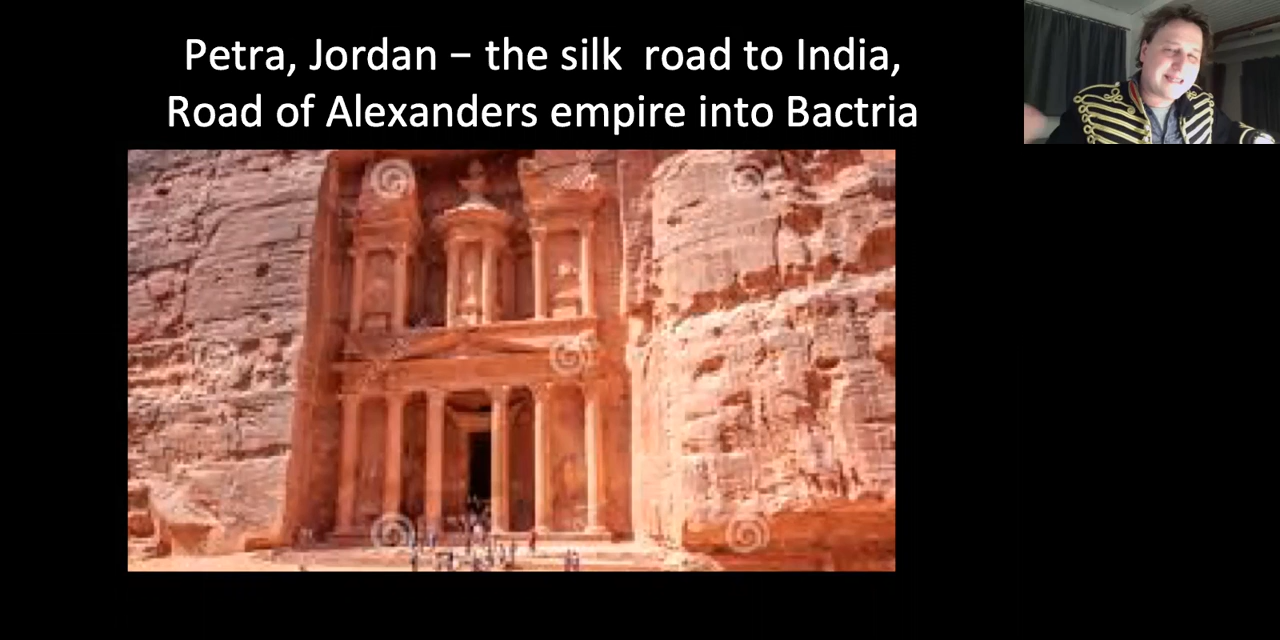 Petra, Jordan – the silk  road to India,
Road of Alexanders empire into Bactria